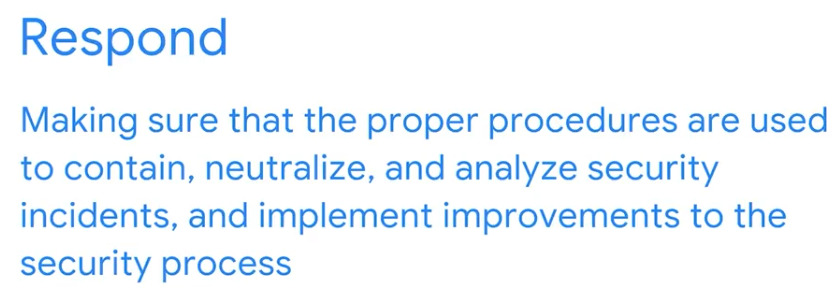 Respond
Making sure that the proper procedures are used
to contain, neutralize, and analyze security
incidents, and implement improvements to the
security process